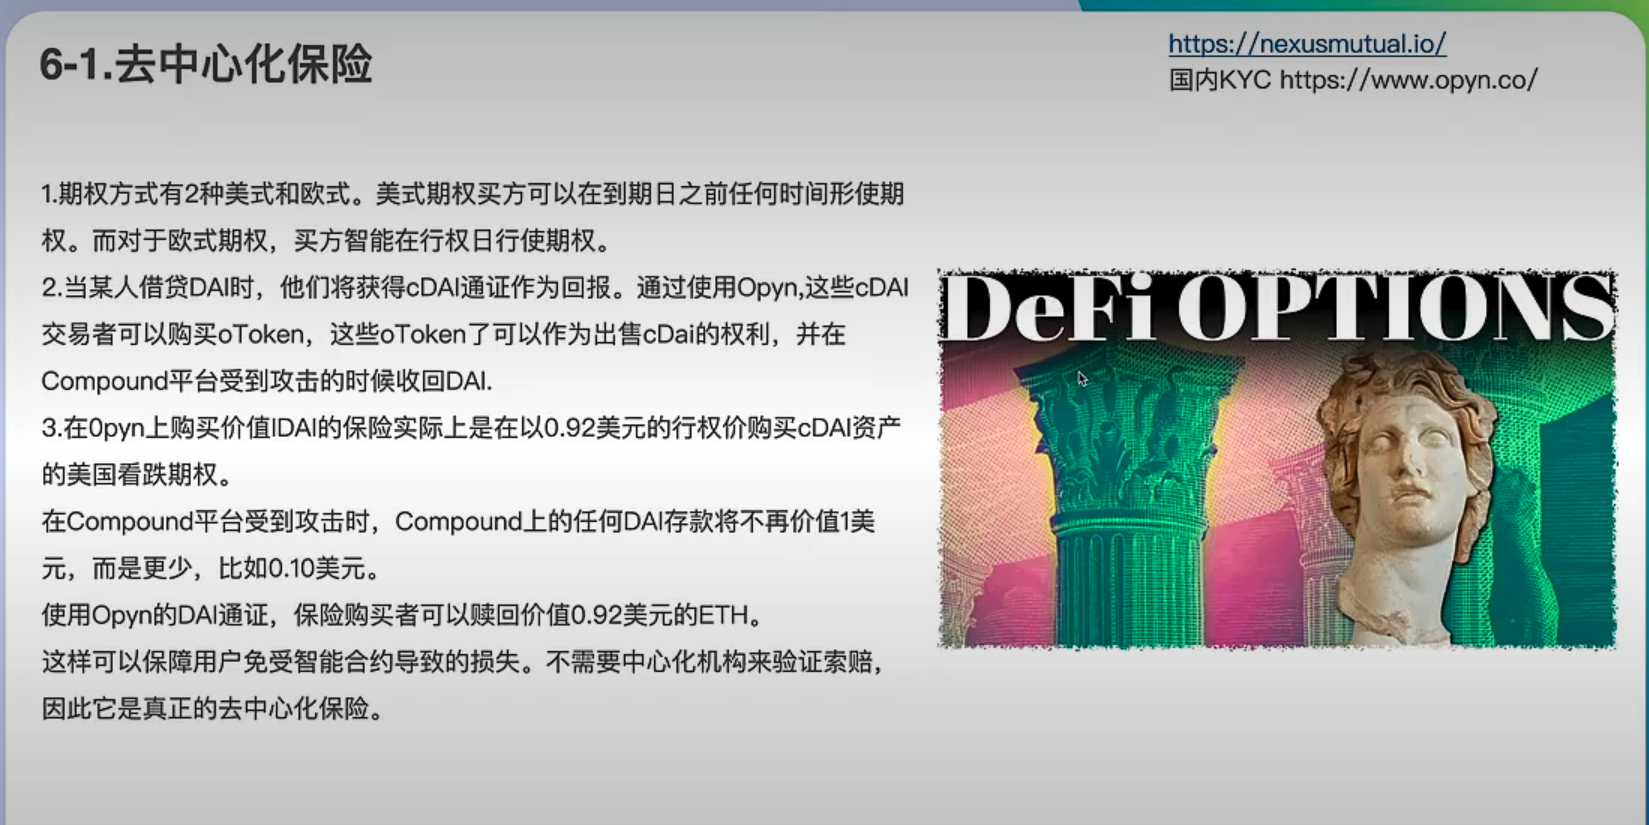 6-1.去中心化保险
https://nexusmutual.io/
国内KYC https://www.opyn.co/
1.期权方式有2种美式和欧式。美式期权买方可以在到期日之前任何时间形使期
权。而对于欧式期权，买方智能在行权日行使期权。
2.当某人借贷DAI时，他们将获得cDAI通证作为回报。通过使用Opyn,这些cDAI
交易者可以购买oToken，这些oToken了可以作为出售cDai的权利，并在
Compound平台受到攻击的时候收回DAI.
3.在0pyn上购买价值IDAI的保险实际上是在以0.92美元的行权价购买cDAI资产
的美国看跌期权。
在Compound平台受到攻击时，Compound上的任何DAI存款将不再价值1美
元，而是更少，比如0.10美元。
使用Opyn的DAI通证，保险购买者可以赎回价值0.92美元的ETH。
这样可以保障用户免受智能合约导致的损失。不需要中心化机构来验证索赔，
因此它是真正的去中心化保险。
DeFi OPTIONS